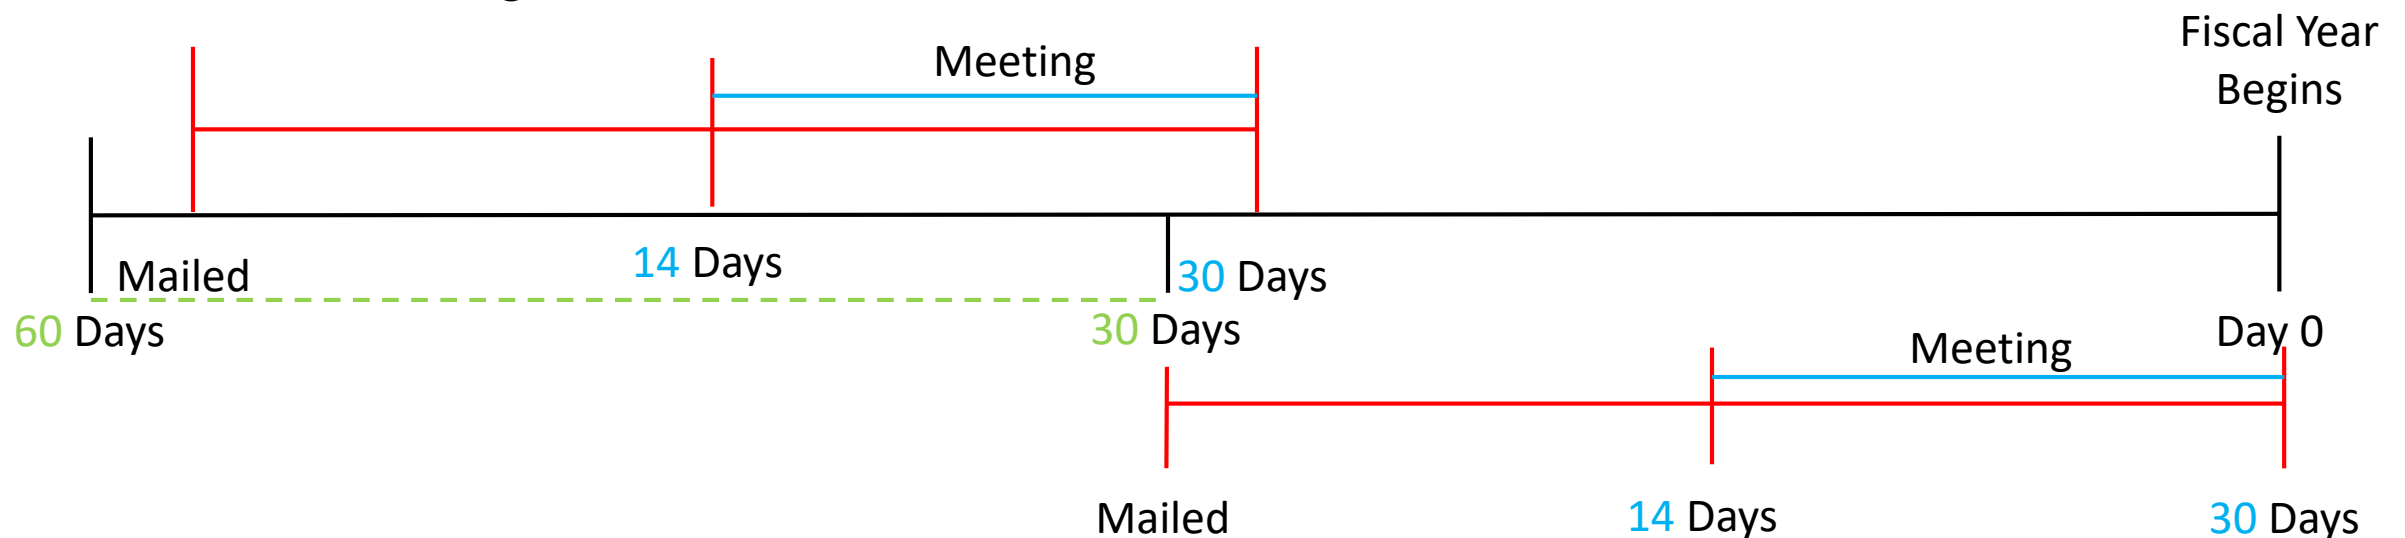 Fiscal Year
Begins
Meeting
Mailed
14 Days
30 Days
60 Days
30 Days
Day 0
Meeting
Mailed
14 Days
30 Days